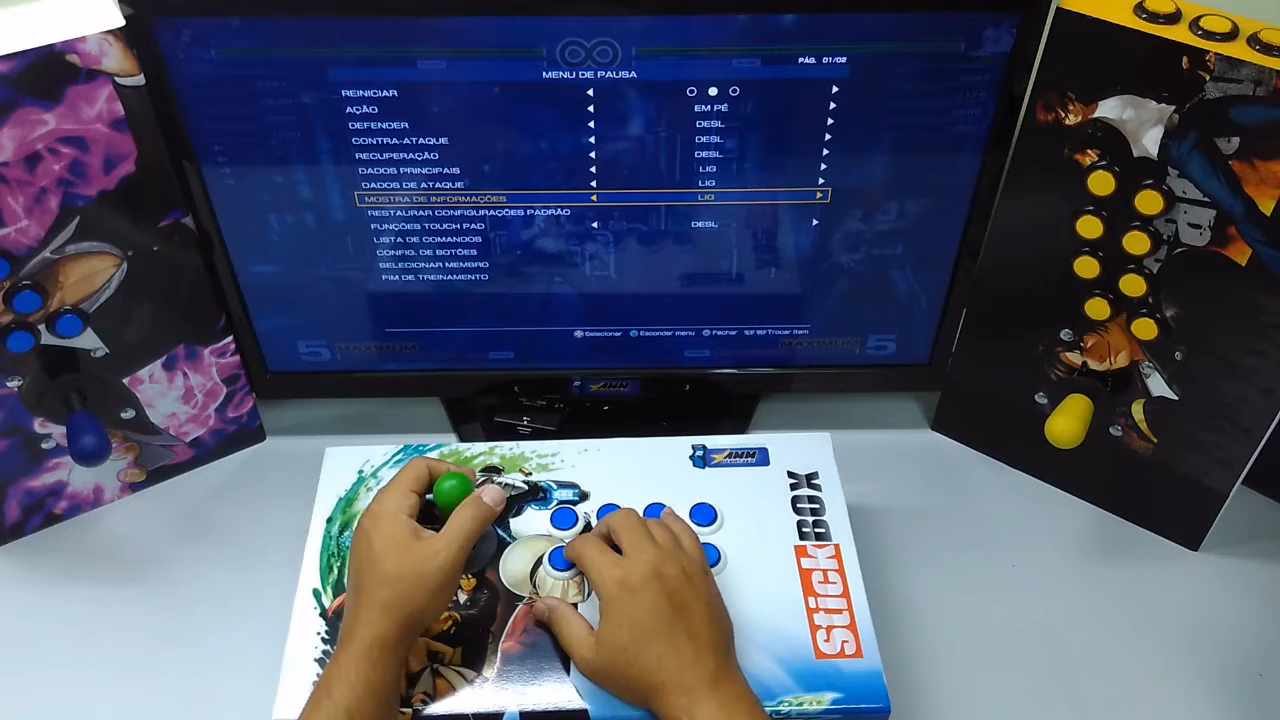 PÁG. 01/02
MENU DE PAUSA
REINICIAR
AÇÃO EM PÉ
DEFENDER DESL
CONTRA-ATAQUE DESL
RECUPERAÇÃO DESL
DADOS PRINCIPAIS LIG
DADOS DE ATAQUE LIG
MOSTRA DE INFORMAÇÕES LIG
RESTAURAR CONFIGURAÇÕES PADRÃO
FUNÇÕES TOUCH PAD DESL
LISTA DE COMANDOS
CONFIG. DE BOTÕES
SELECIONAR MEMBRO
FIM DE TREINAMENTO
Selecionar Esconder menu Fechar Trocar item
5 MAXIMUM MAXIMUM 5
AMM
AMM
stickBOX